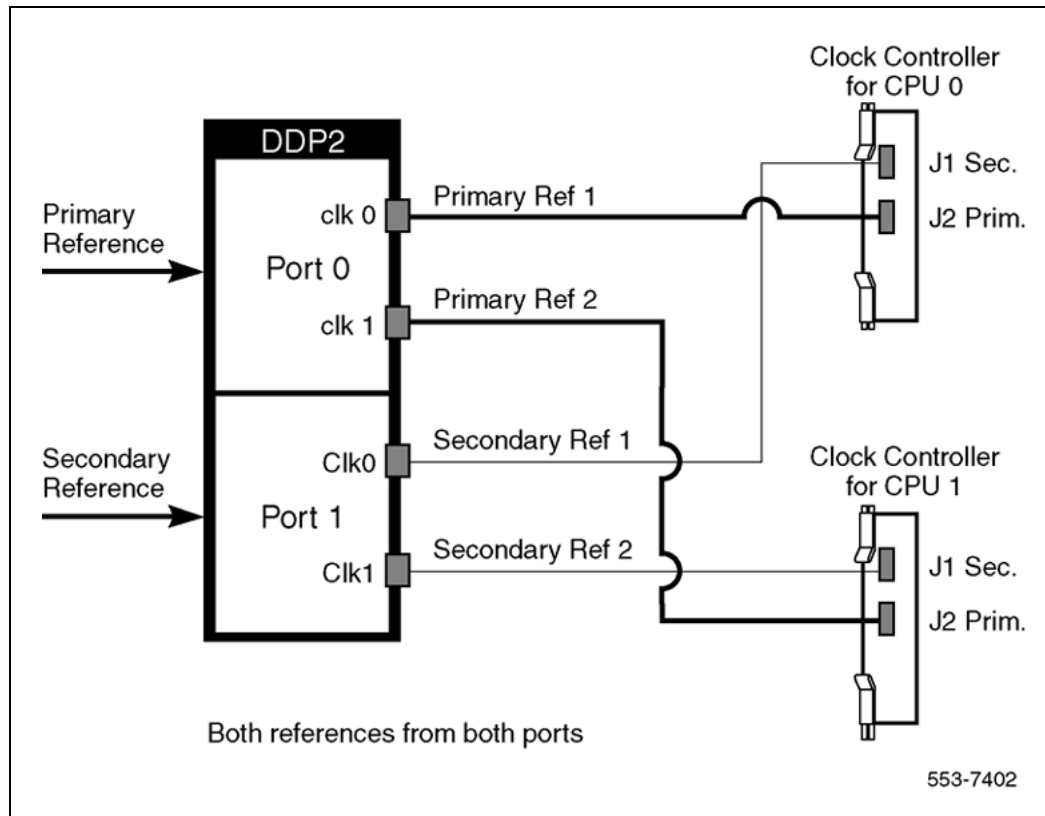 Clock Controller
for CPU 0
DDP2
J1 Sec.
Primary Ref 1
Primary
Reference
clk 0
J2 Prim.
Port 0
Primary Ref 2
clk 1
Secondary Ref 1
Secondary
Reference
Clk0
Clock Controller
for CPU 1
Port 1
Secondary Ref 2
Clk1
J1 Sec.
J2 Prim.
Both references from both ports
553-7402